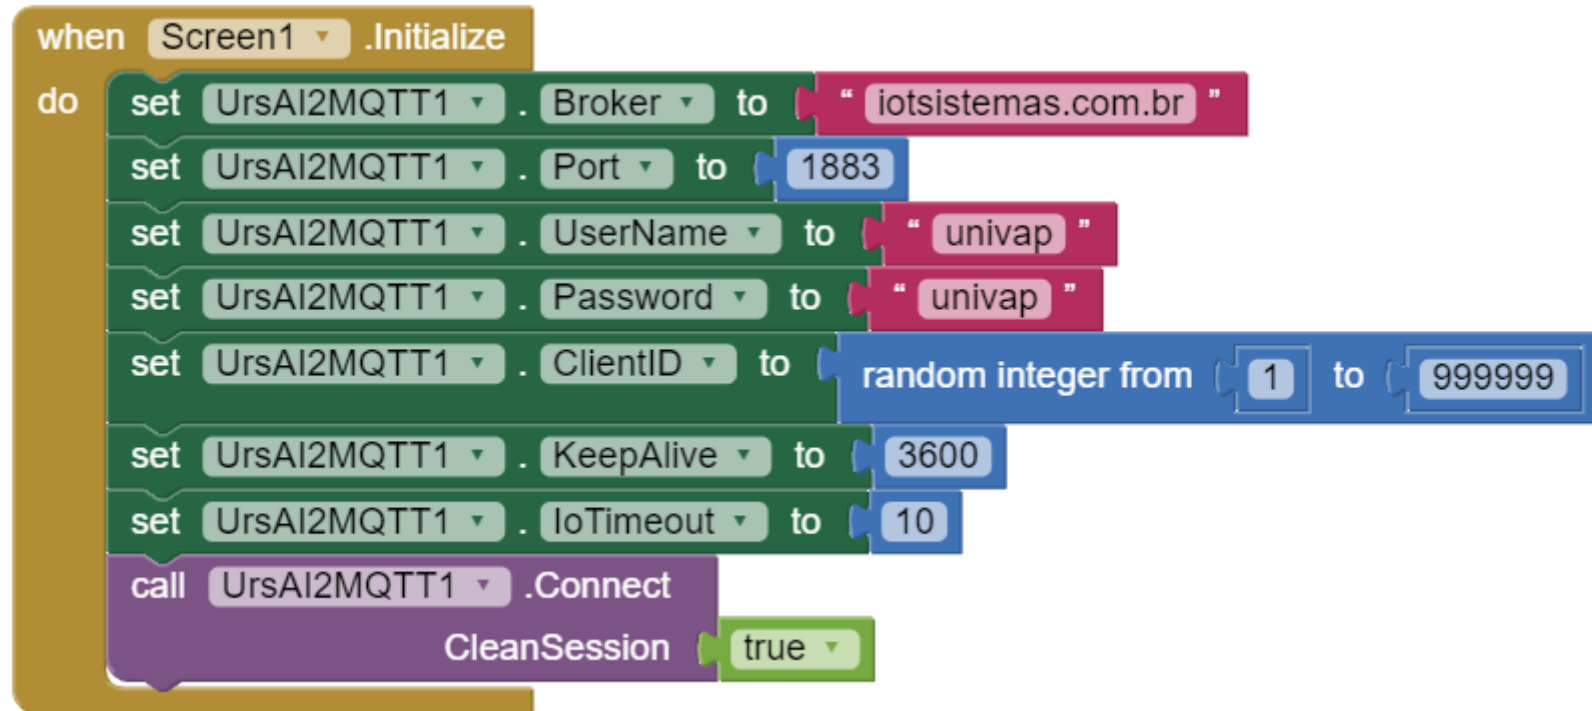 when Screen1 .Initialize
do set UrsAI2MQTT1 . Broker to “ iotsistemas.com.br ”
set UrsAI2MQTT1 . Port to 1883
set UrsAI2MQTT1 . UserName to “ univap ”
set UrsAI2MQTT1 . Password to “ univap ”
set UrsAI2MQTT1 . ClientID to random integer from 1 to 999999
set UrsAI2MQTT1 . KeepAlive to 3600
set UrsAI2MQTT1 . IoTimeout to 10
call UrsAI2MQTT1 .Connect
CleanSession true